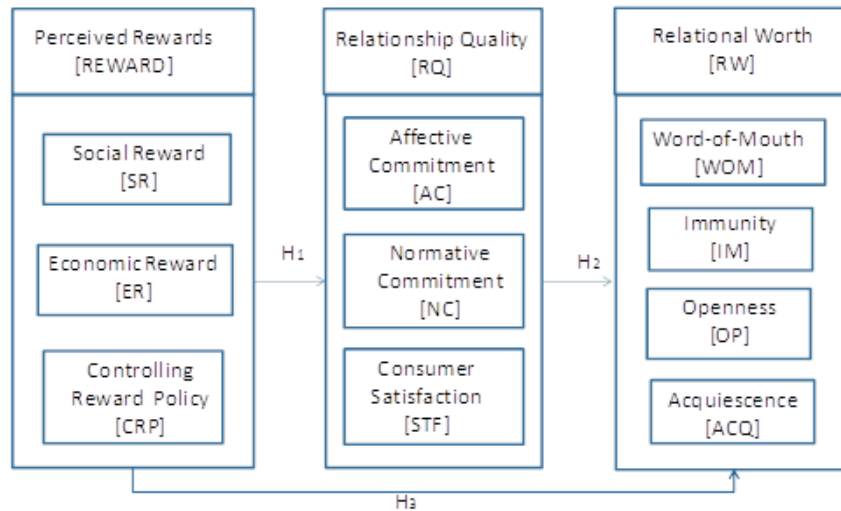 Perceived Rewards
[REWARD]
Social Reward
[SR]
Economic Reward
[ER]
Controlling
Reward Policy
[CRP]
H1
Relationship Quality
[RQ]
Affective
Commitment
[AC]
Normative
Commitment
[NC]
Consumer
Satisfaction
[STF]
H2
Relational Worth
[RW]
Word-of-Mouth
[WOM]
Immunity
[IM]
Openness
[OP]
Acquiescence
[ACQ]
H3